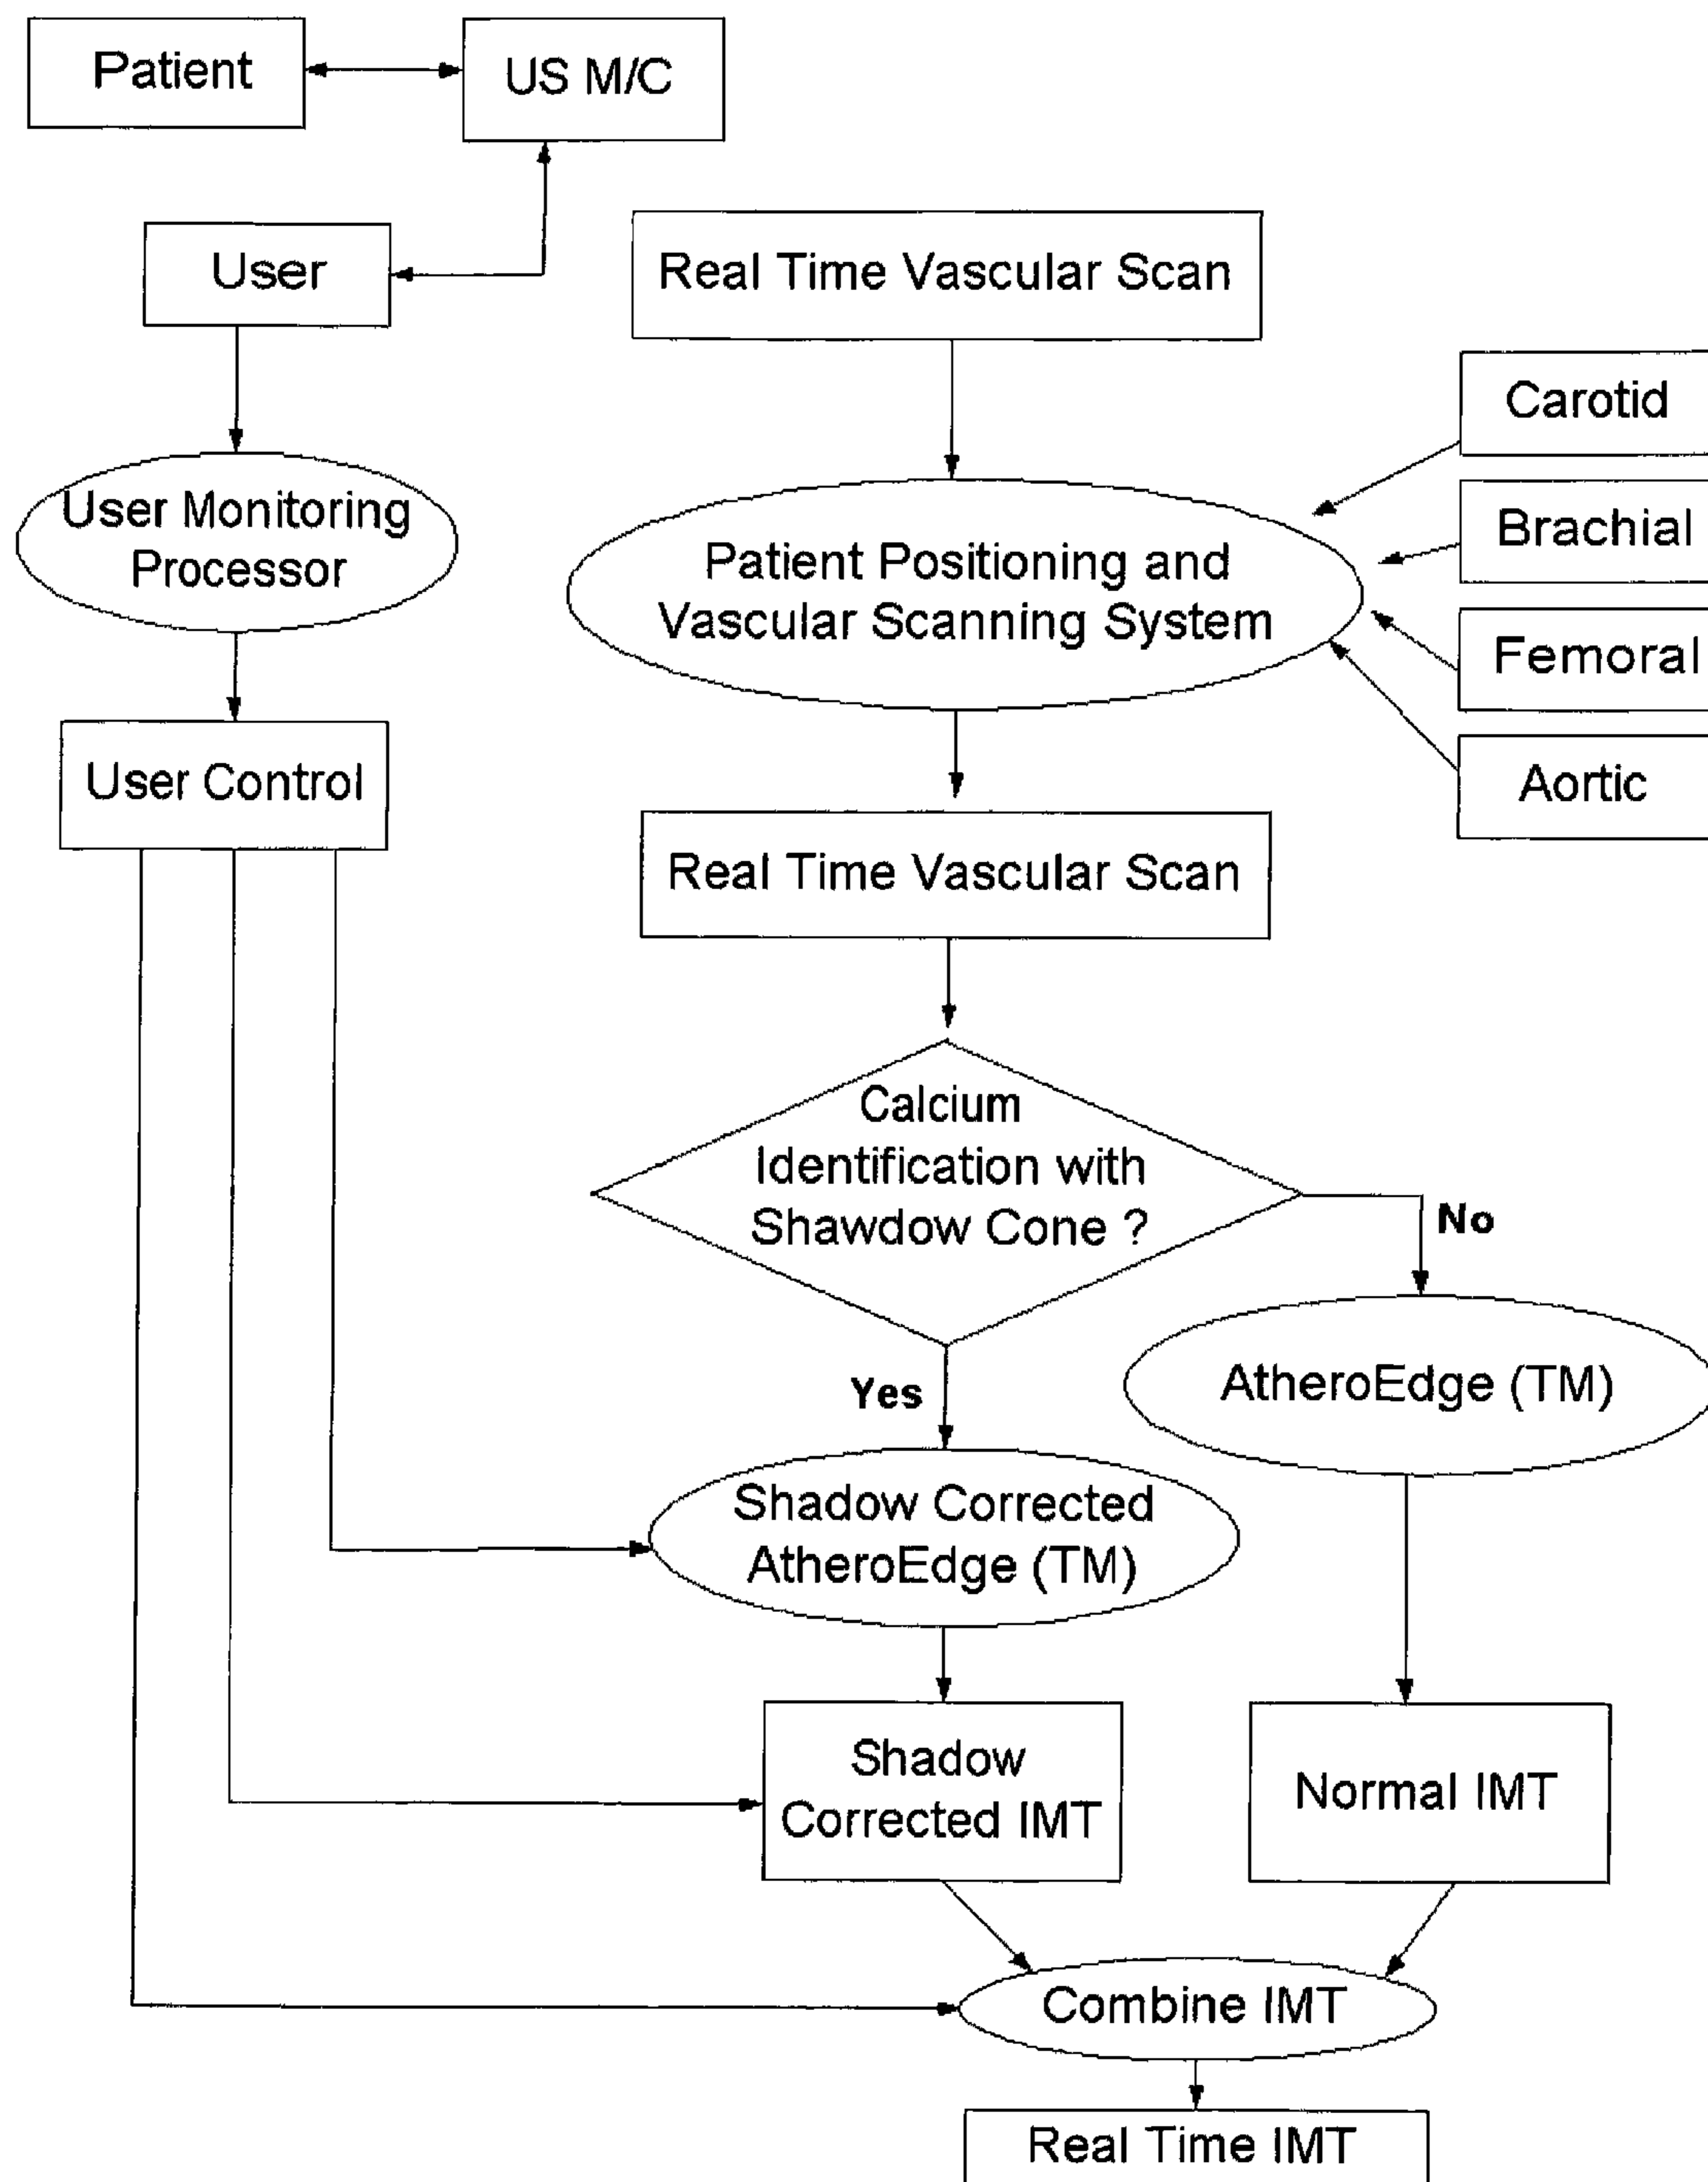 Patient
US M/C
User
Real Time Vascular Scan
Carotid
User Monitoring
Processor
Brachial
Patient Positioning and
Vascular Scanning System
Femoral
User Control
Aortic
Real Time Vascular Scan
Calcium
Identification with
Shawdow Cone ?
No
Yes
AtheroEdge (TM)
Shadow Corrected
AtheroEdge (TM)
Shadow
Corrected IMT
Normal IMT
Combine IMT
Real Time IMT